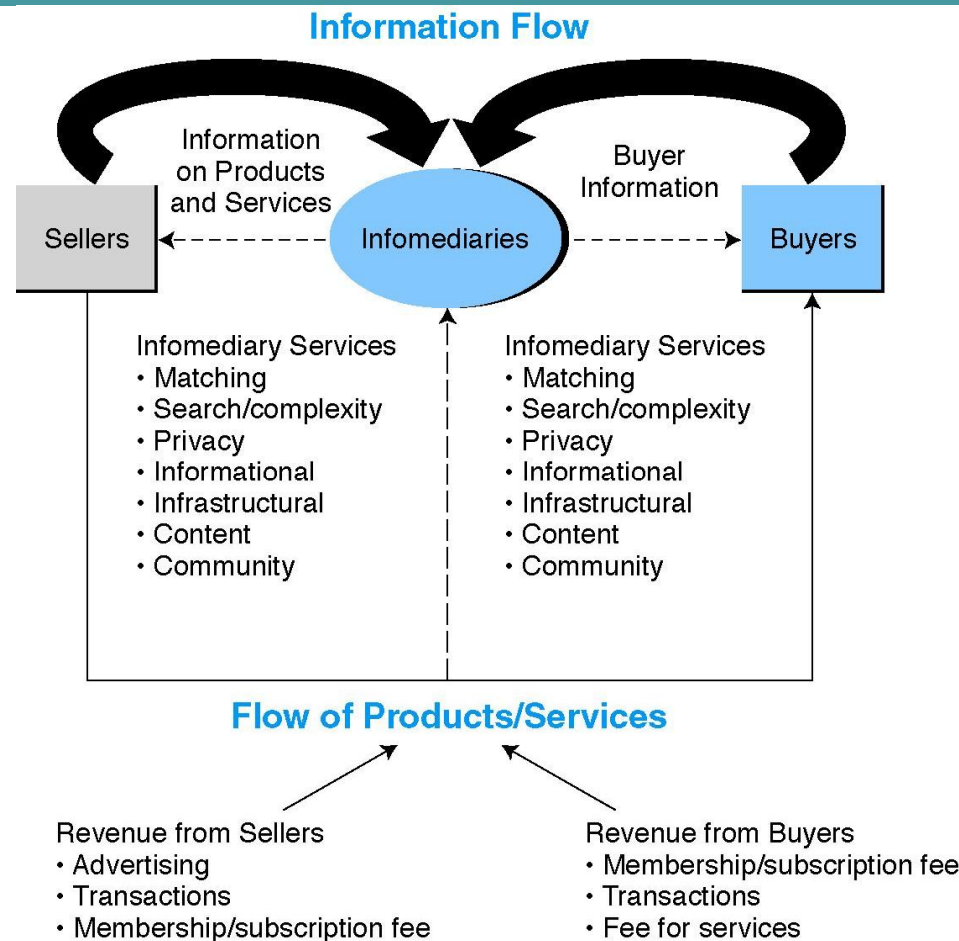 Information Flow
Information
on Products
and Services
Buyer
Information
Sellers
Infomediaries
Buyers
Infomediary Services
• Matching
• Search/complexity
• Privacy
• Informational
• Infrastructural
• Content
• Community
Infomediary Services
• Matching
• Search/complexity
• Privacy
• Informational
• Infrastructural
• Content
• Community
Flow of Products/Services
Revenue from Sellers
• Advertising
• Transactions
• Membership/subscription fee
Revenue from Buyers
• Membership/subscription fee
• Transactions
• Fee for services